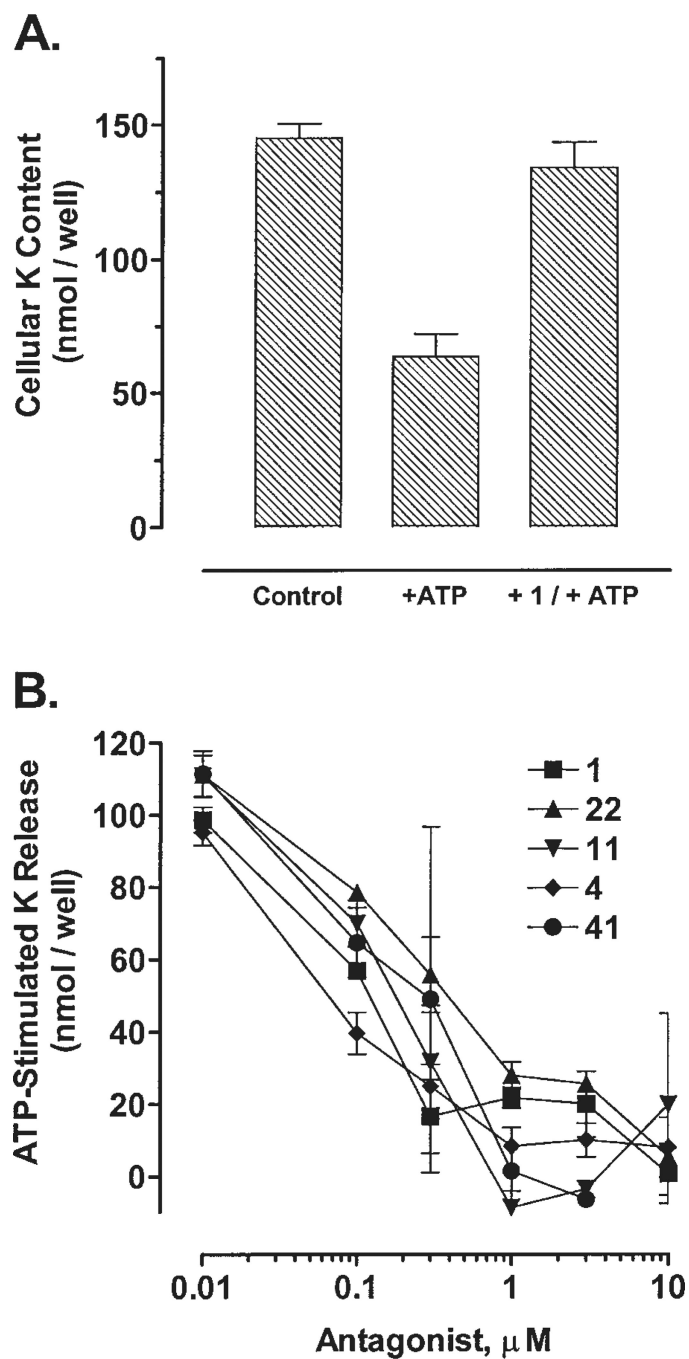 A.
Cellular K Content
(nmol / well)
150
100
50
0
Control +ATP + 1 / + ATP
B.
ATP-Stimulated K Release
(nmol / well)
120
100
80
60
40
20
0
1
22
11
4
41
0.01 0.1 1 10
Antagonist, μM